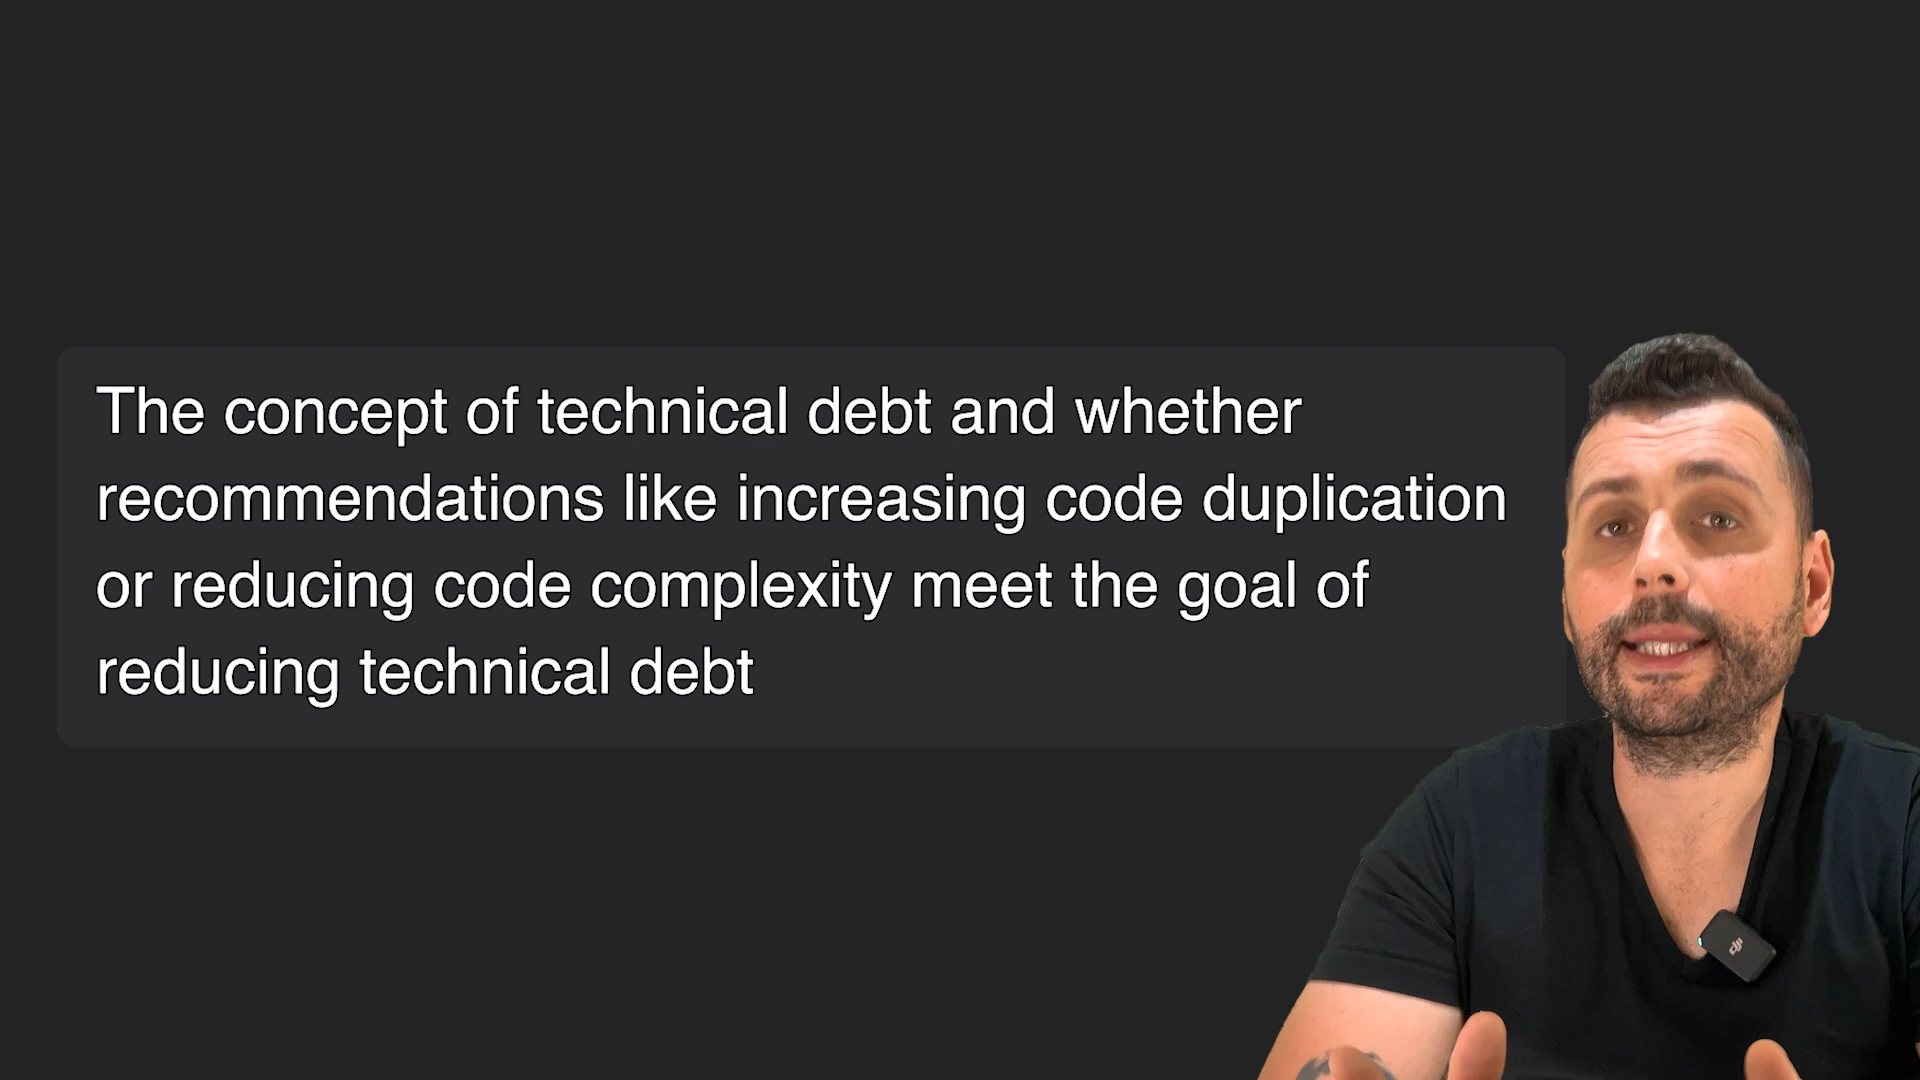 The concept of technical debt and whether
recommendations like increasing code duplication
or reducing code complexity meet the goal of
reducing technical debt
dji